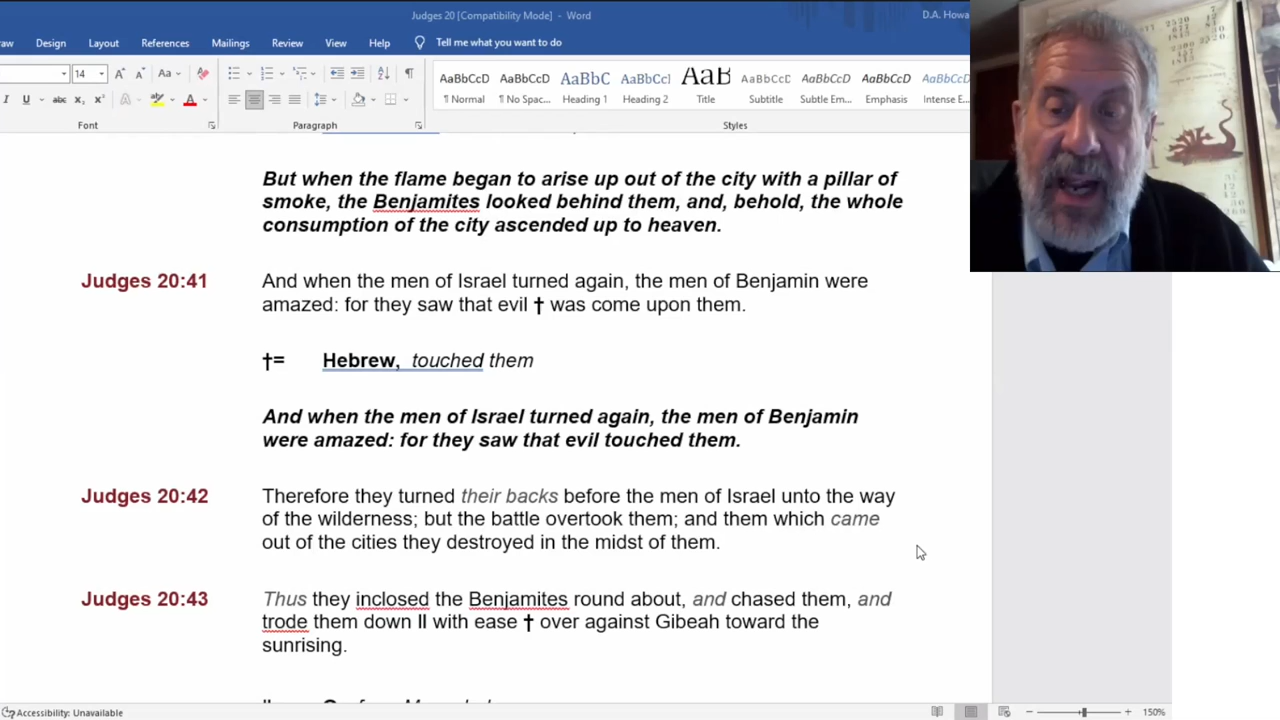 Judges 20 [Compatibility Mode] - Word
D.A. Howa
aw Design Layout References Mailings Review View Help Tell me what you want to do
14 Aa
I U abc x₂ x² A A
AaBbCcD AaBbCcD AaBbC AaBbCcl AaB AaBbCcD AaBbCcD AaBbCcD AaBbCcD
¶ Normal ¶ No Spac... Heading 1 Heading 2 Title Subtitle Subtle Em... Emphasis Intense E...
Font Paragraph Styles
But when the flame began to arise up out of the city with a pillar of
smoke, the Benjamites looked behind them, and, behold, the whole
consumption of the city ascended up to heaven.
Judges 20:41 And when the men of Israel turned again, the men of Benjamin were
amazed: for they saw that evil † was come upon them.
†= Hebrew, touched them
And when the men of Israel turned again, the men of Benjamin
were amazed: for they saw that evil touched them.
Judges 20:42 Therefore they turned their backs before the men of Israel unto the way
of the wilderness; but the battle overtook them; and them which came
out of the cities they destroyed in the midst of them.
Judges 20:43 Thus they inclosed the Benjamites round about, and chased them, and
trode them down ll with ease † over against Gibeah toward the
sunrising.
Accessibility: Unavailable
150%
2520